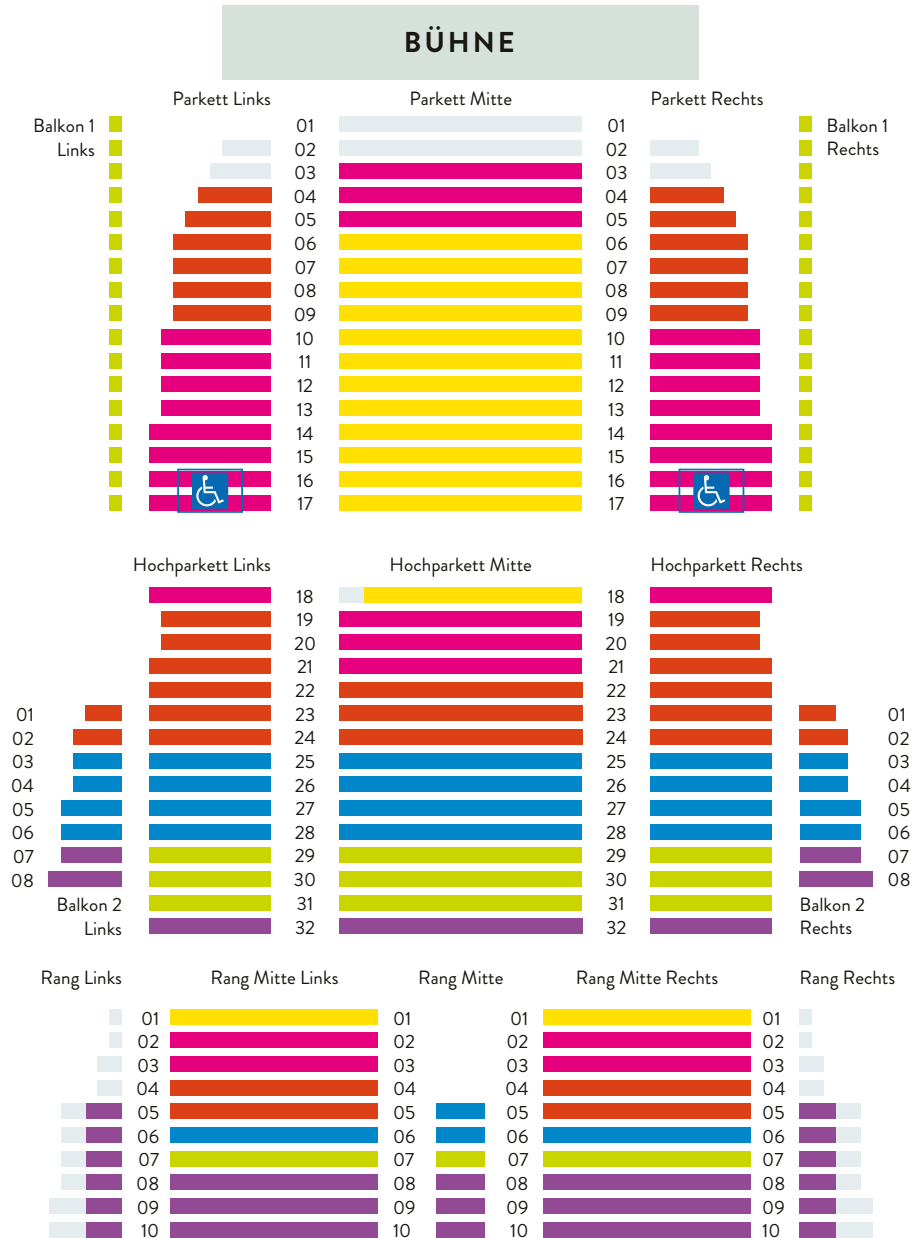 BÜHNE
Parkett Links Parkett Mitte Parkett Rechts
Balkon 1 01 01 Balkon 1
Links 02 02 Rechts
03 03
04 04
05 05
06 06
07 07
08 08
09 09
10 10
11 11
12 12
13 13
14 14
15 15
16 16
17 17
Hochparkett Links Hochparkett Mitte Hochparkett Rechts
18 18
19 19
20 20
21 21
22 22
01 23 23 01
02 24 24 02
03 25 25 03
04 26 26 04
05 27 27 05
06 28 28 06
07 29 29 07
08 30 30 08
Balkon 2 31 31 Balkon 2
Links 32 32 Rechts
Rang Links Rang Mitte Links Rang Mitte Rang Mitte Rechts Rang Rechts
01 01 01 01
02 02 02 02
03 03 03 03
04 04 04 04
05 05 05 05
06 06 06 06
07 07 07 07
08 08 08 08
09 09 09 09
10 10 10 10